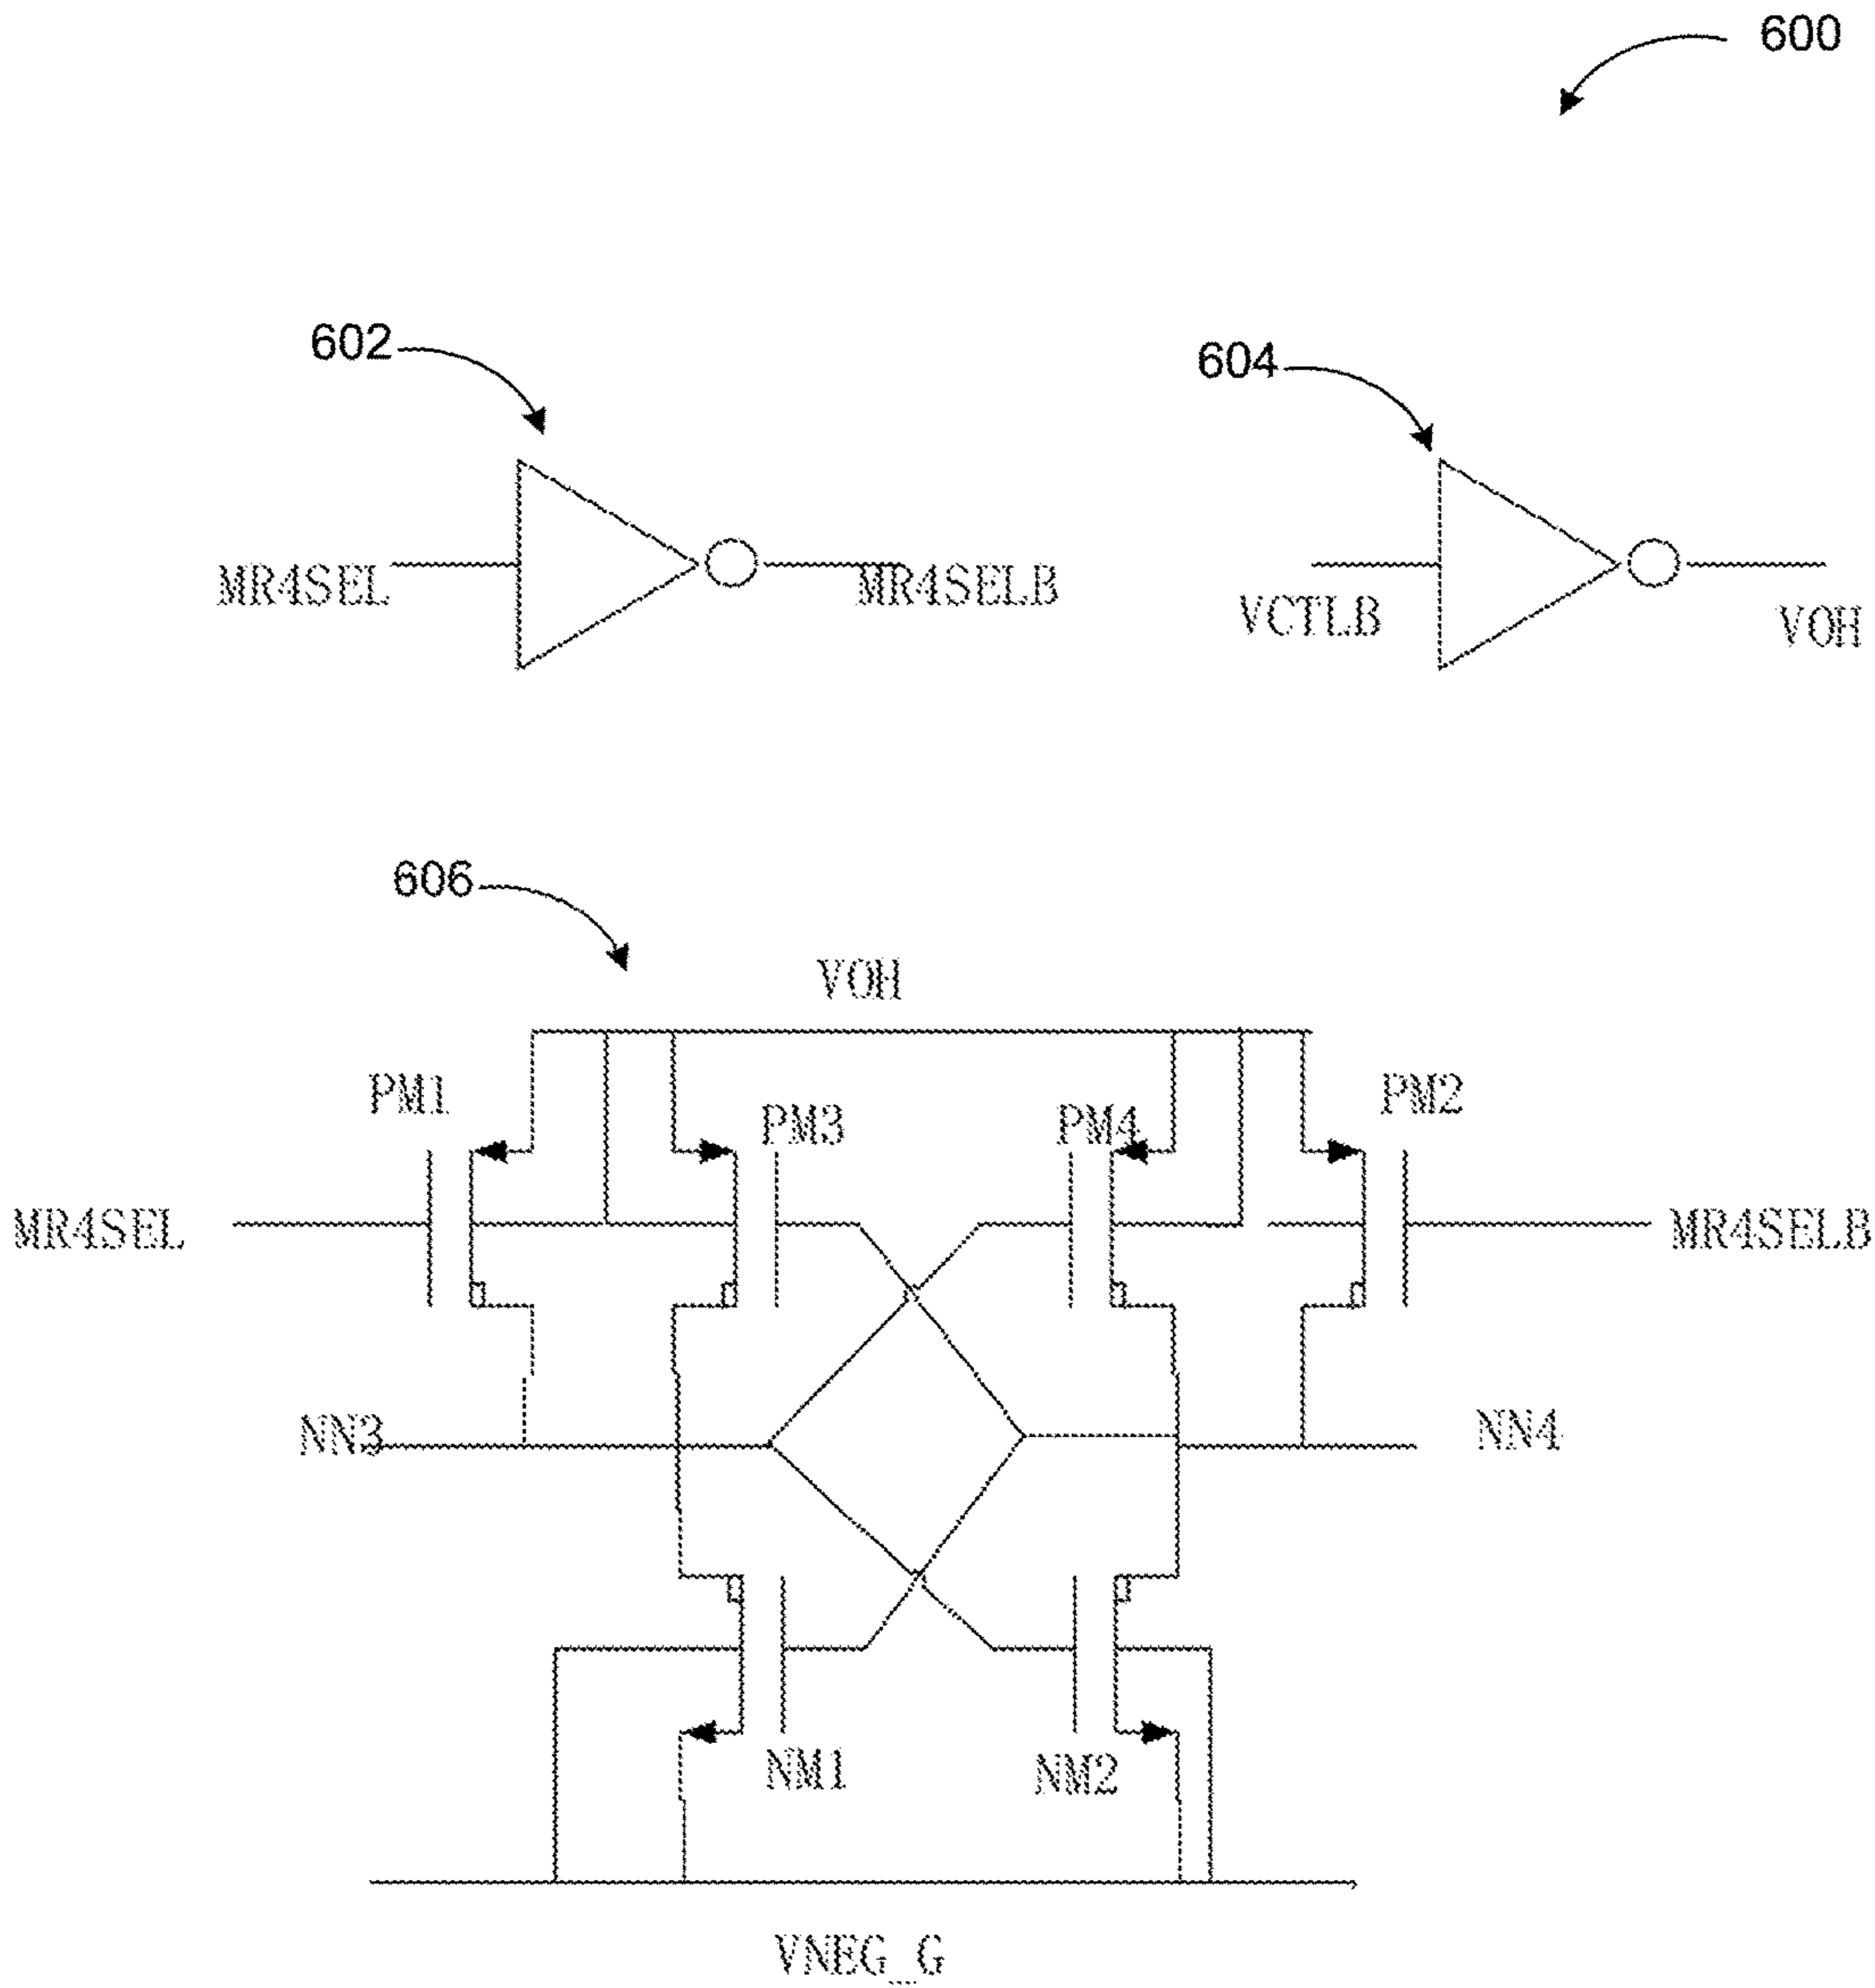 600
602
604
MR4SEL
MR4SELB
VCTLB
VOH
606
VOH
PM1
PM3
PM4
PM2
MR4SEL
MR4SELB
NN3
NN4
NM1
NM2
VNEG_G